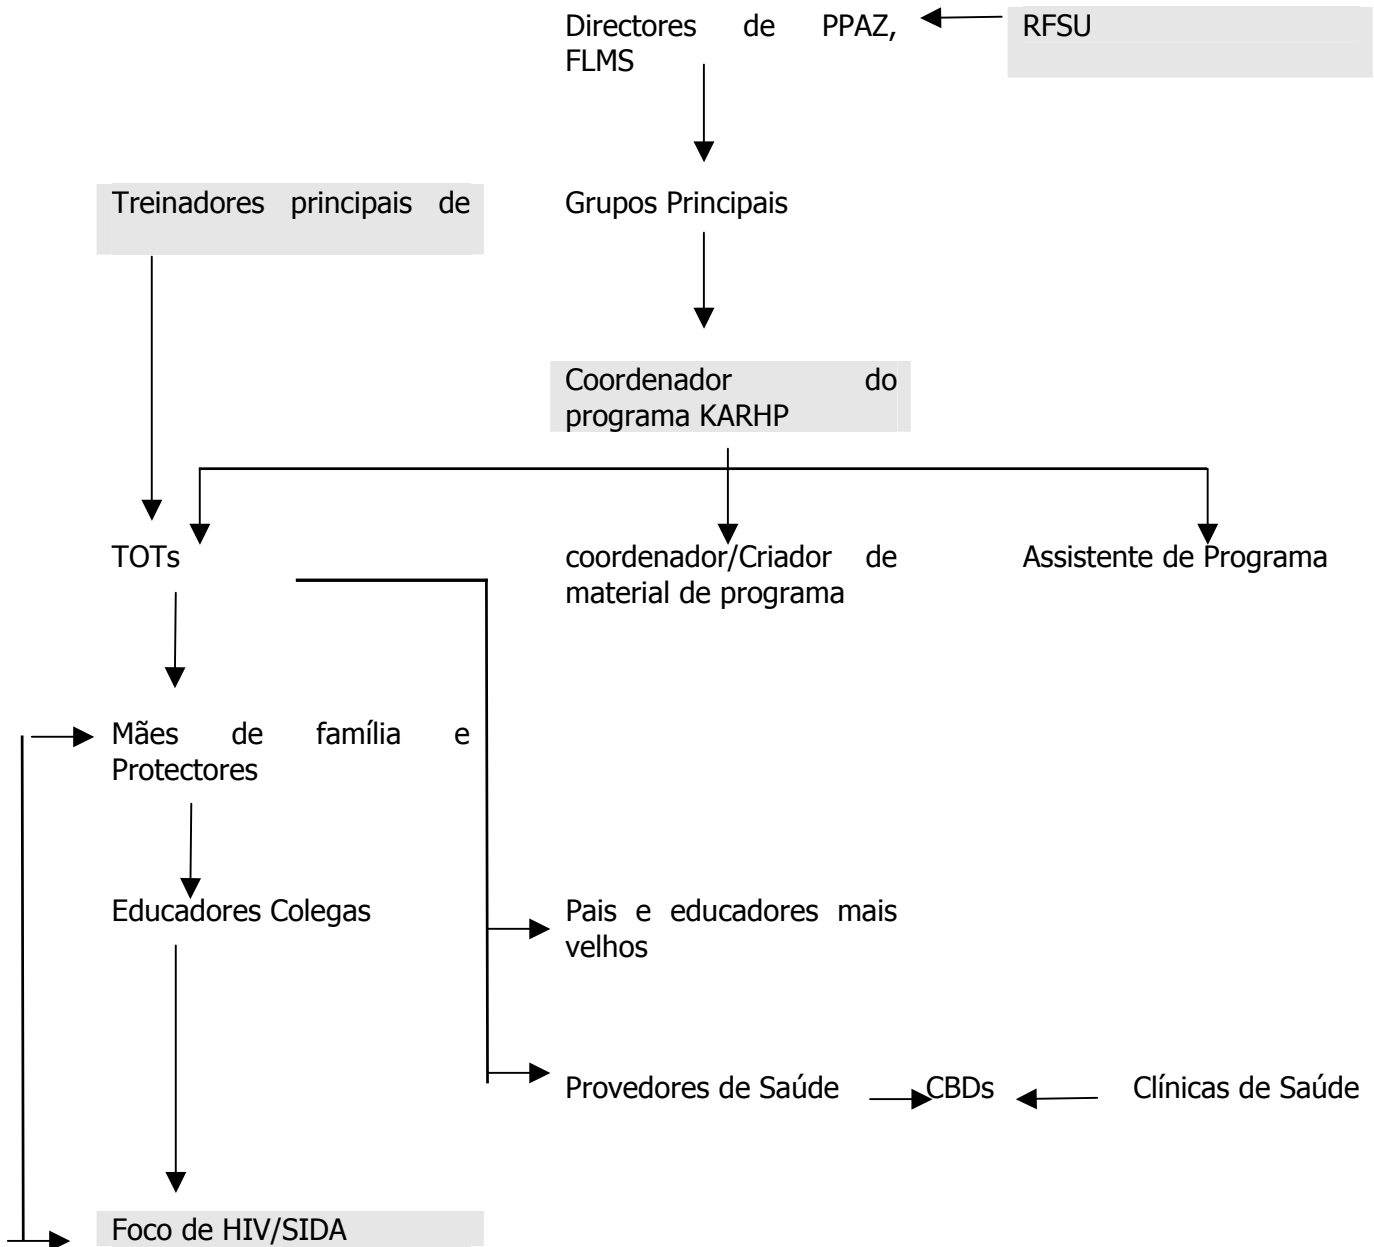 Directores de PPAZ,
FLMS
RFSU
Treinadores principais de
Grupos Principais
Coordenador do
programa KARHP
TOTs
coordenador/Criador de
material de programa
Assistente de Programa
Mães de família e
Protectores
Educadores Colegas
Pais e educadores mais
velhos
Provedores de Saúde
CBDs
Clínicas de Saúde
Foco de HIV/SIDA